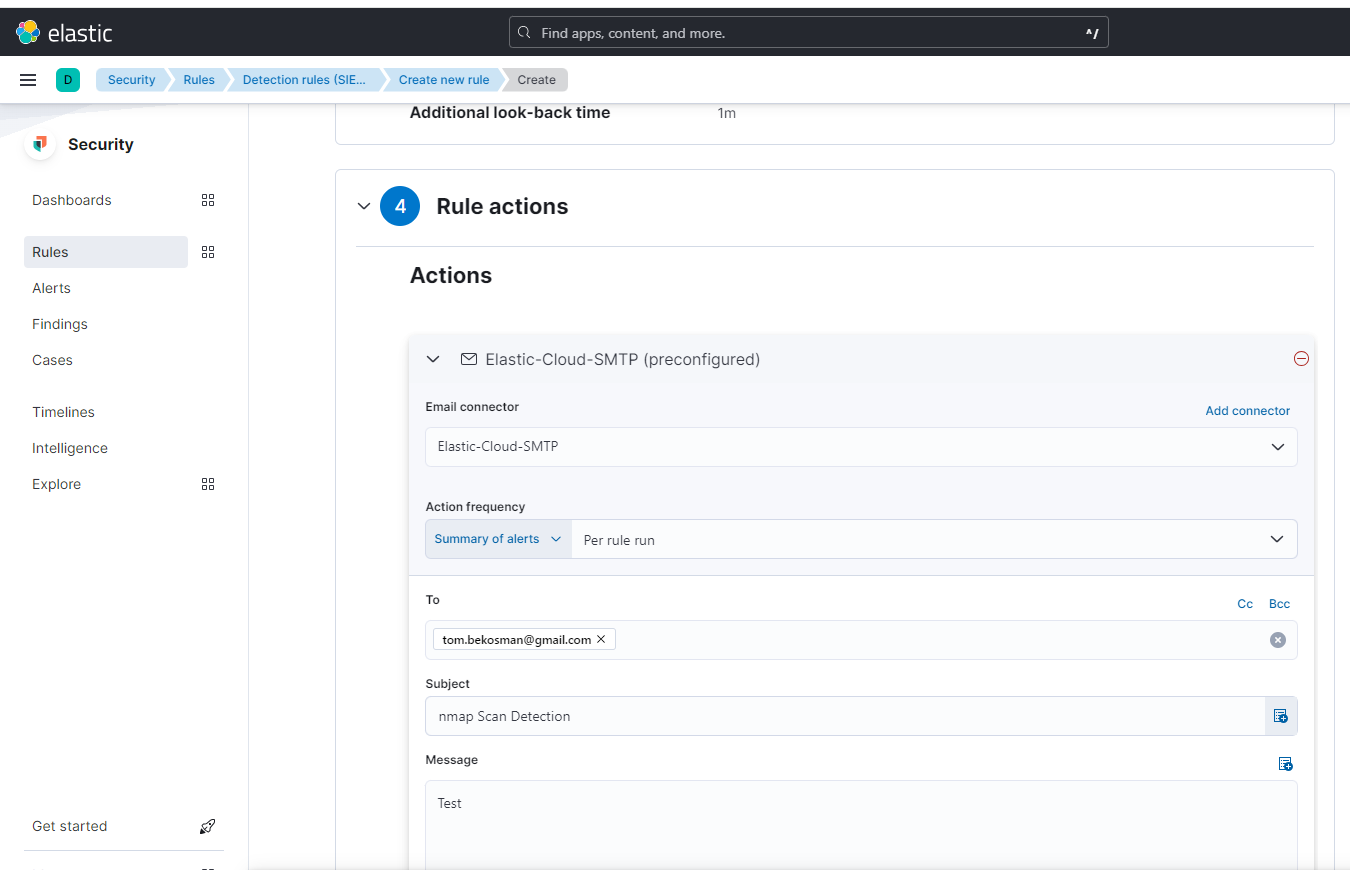 elastic
Find apps, content, and more.
^/
D
Security
Rules
Detection rules (SIE...
Create new rule
Create
Security
Dashboards
Rules
Alerts
Findings
Cases
Timelines
Intelligence
Explore
Get started
Additional look-back time 1m
4 Rule actions
Actions
Elastic-Cloud-SMTP (preconfigured)
Email connector Add connector
Elastic-Cloud-SMTP
Action frequency
Summary of alerts Per rule run
To Cc Bcc
tom.bekosman@gmail.com
Subject
nmap Scan Detection
Message
Test